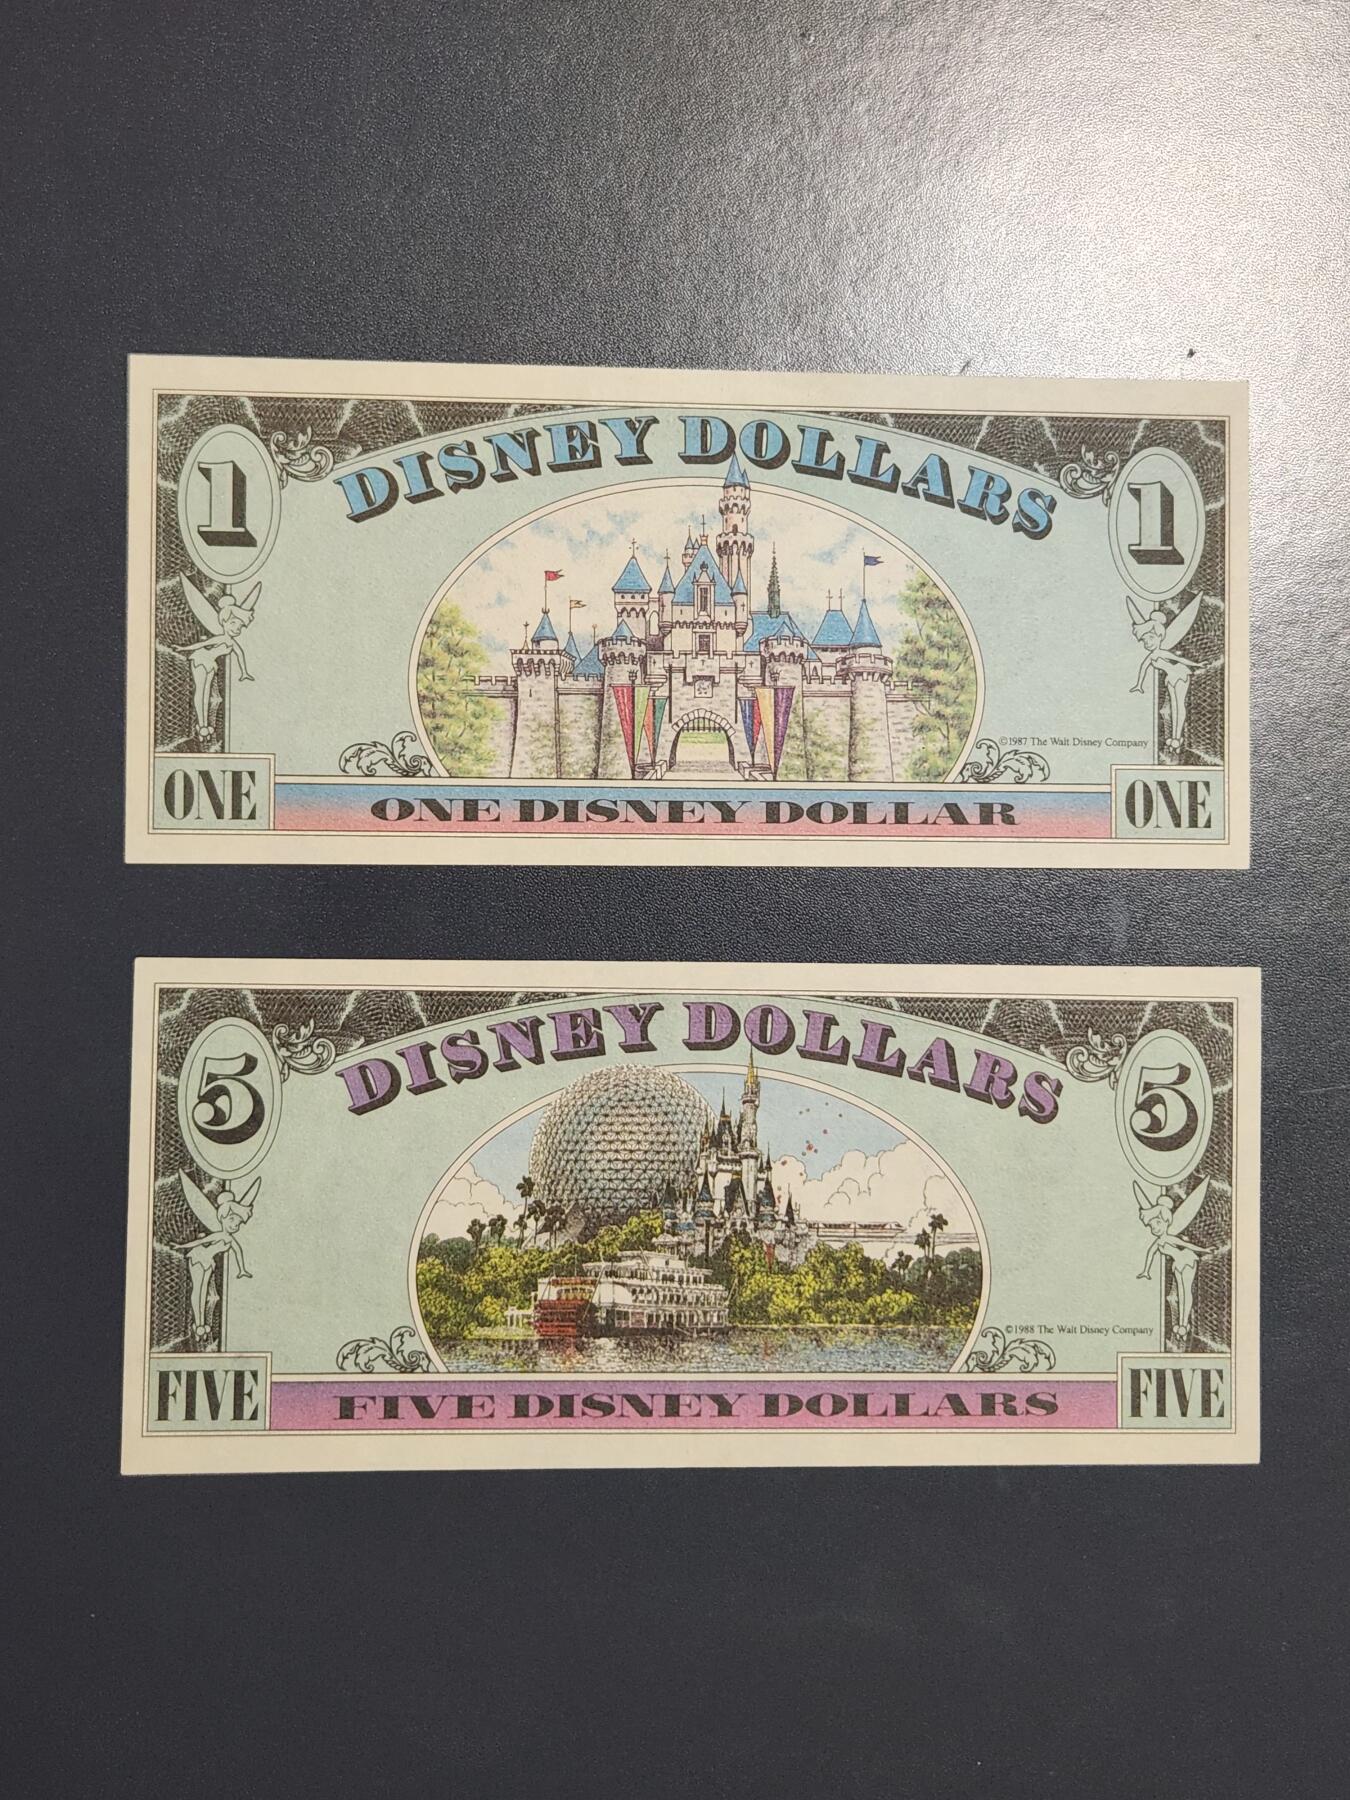 DISNEY DOLLARS
1 1
©1987 The Walt Disney Company
ONE ONE DISNEY DOLLAR ONE
DISNEY DOLLARS
5 5
©1988 The Walt Disney Company
FIVE FIVE DISNEY DOLLARS FIVE